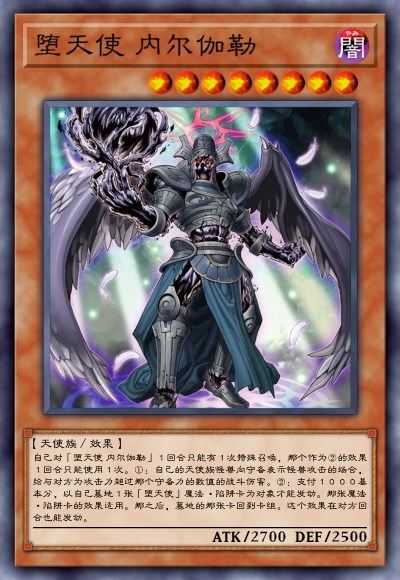 堕天使 内尔伽勒
やみ
闇
【天使族/效果】
自己对「堕天使 内尔伽勒」1回合只能有1次特殊召唤，那个作为②的效果
1回合只能使用1次。①：自己的天使族怪兽向守备表示怪兽攻击的场合，
给与对方为攻击力超过那个守备力的数值的战斗伤害。②：支付1000基
本分，以自己墓地1张「堕天使」魔法·陷阱卡为对象才能发动。那张魔法
·陷阱卡的效果适用。那之后，墓地的那张卡回到卡组。这个效果在对方回
合也能发动。
ATK/2700 DEF/2500